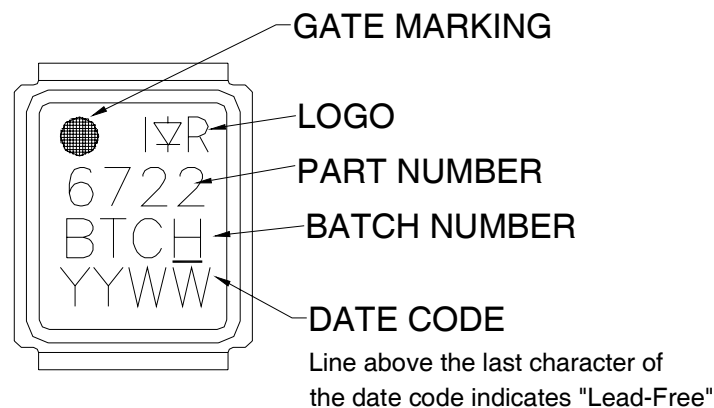 GATE MARKING
I R
LOGO
6722
PART NUMBER
BTCH
BATCH NUMBER
YYWW
DATE CODE
Line above the last character of
the date code indicates "Lead-Free"